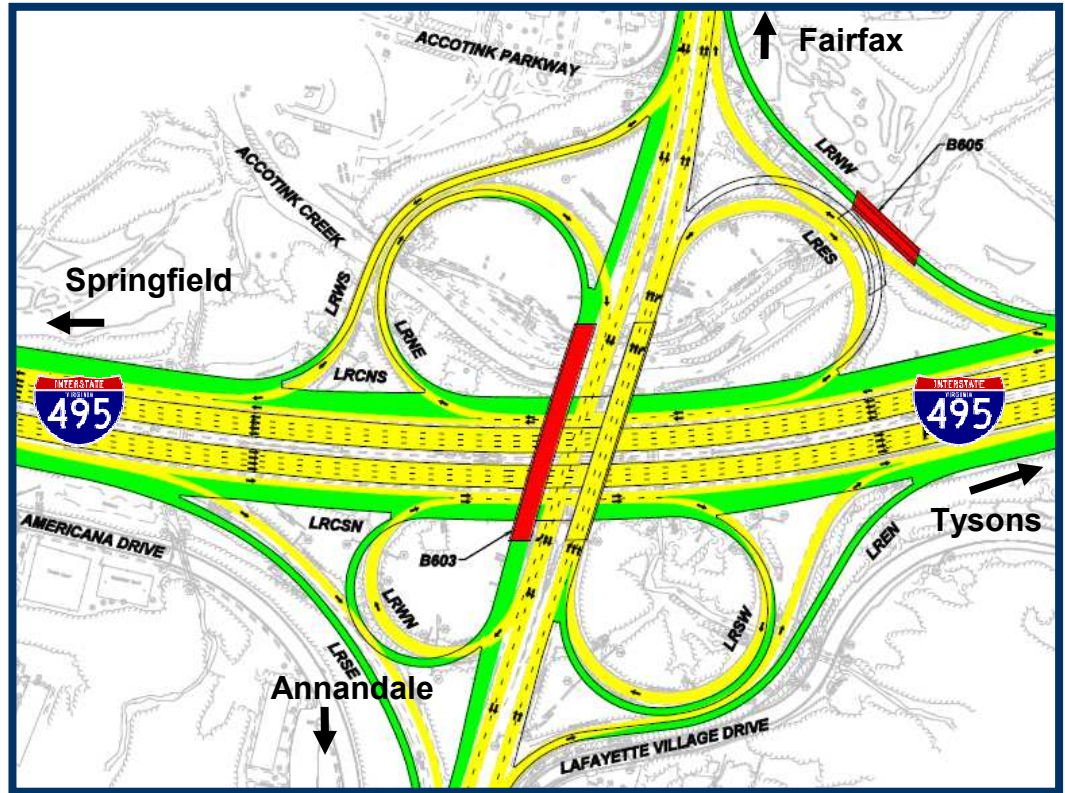 Fairfax
ACCOTINK PARKWAY
LRNW
B605
ACCOTINK CREEK
LRES
Springfield
LRWS
LRNE
LRCNS
INTERSTATE
VIRGINIA
495
INTERSTATE
VIRGINIA
495
Tysons
LRCSN
AMERICANA DRIVE
B603
LREN
LRWN
LRSW
LRSE
Annandale
LAFAYETTE VILLAGE DRIVE